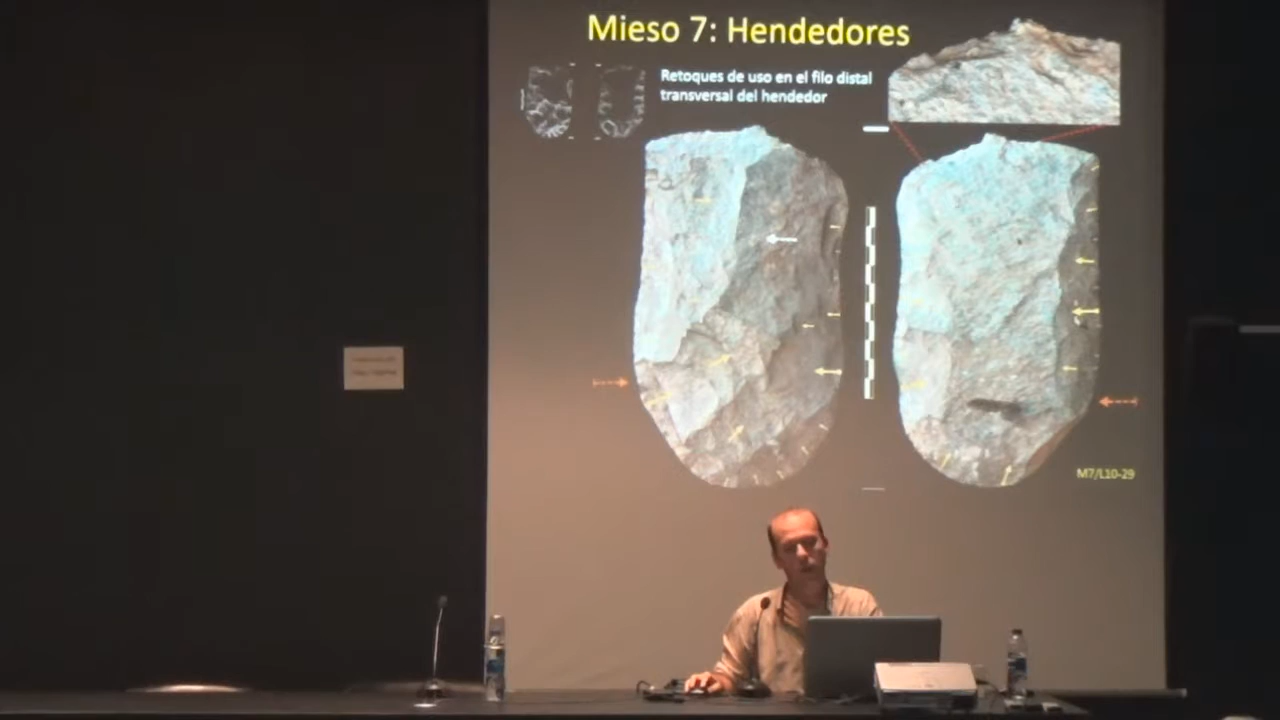 Mieso 7: Hendedores
Retoques de uso en el filo distal
transversal del hendedor
M7/L10-29